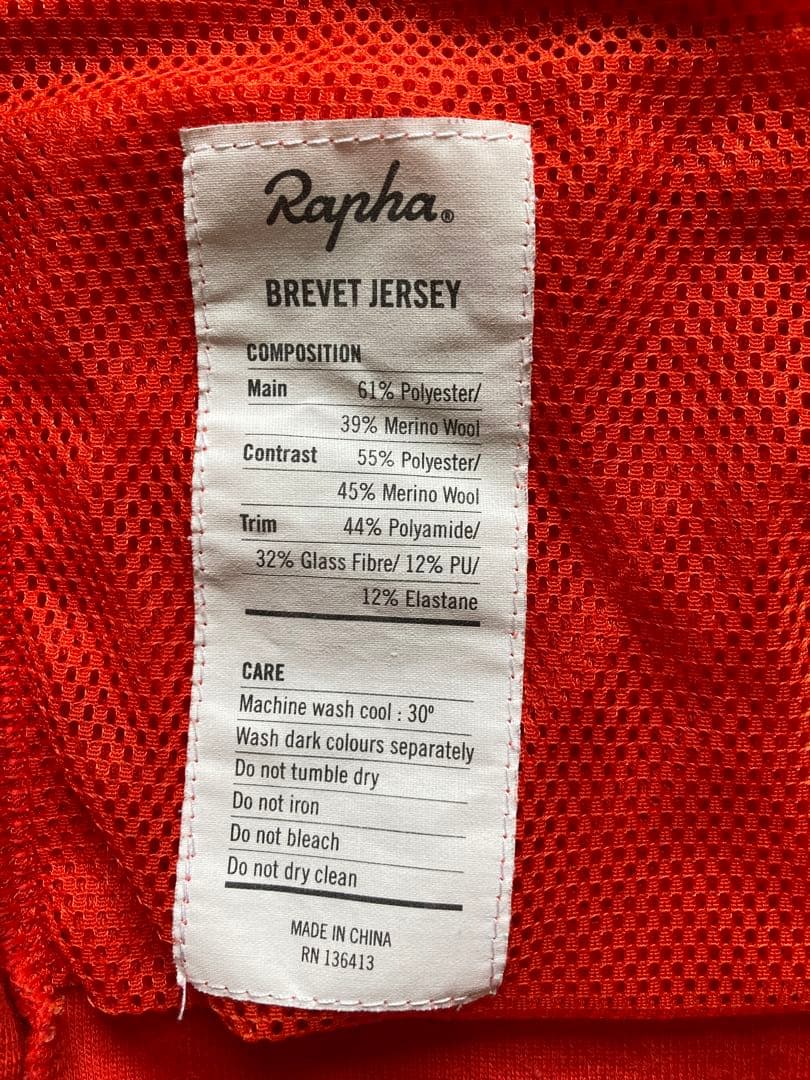 Rapha®
BREVET JERSEY
COMPOSITION
Main 61% Polyester/
39% Merino Wool
Contrast 55% Polyester/
45% Merino Wool
Trim 44% Polyamide/
32% Glass Fibre/ 12% PU/
12% Elastane
CARE
Machine wash cool : 30º
Wash dark colours separately
Do not tumble dry
Do not iron
Do not bleach
Do not dry clean
MADE IN CHINA
RN 136413